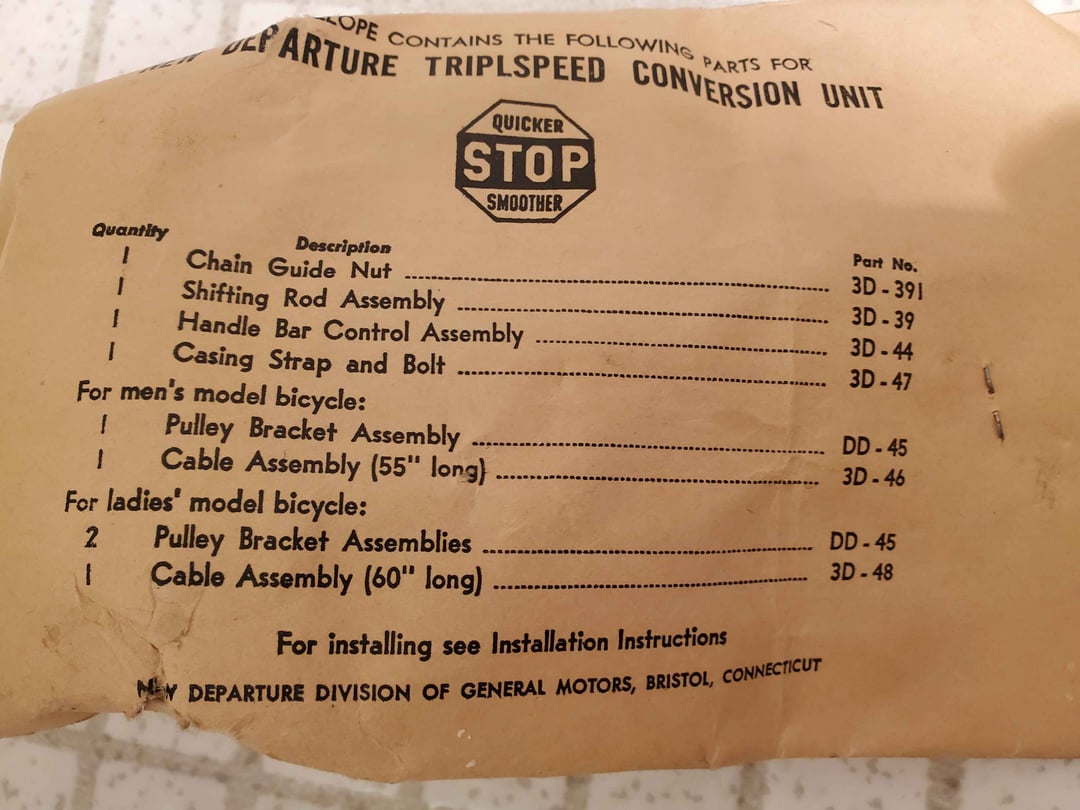 LOPE CONTAINS THE FOLLOWING PARTS FOR
NEW DEPARTURE TRIPLSPEED CONVERSION UNIT
QUICKER
STOP
SMOOTHER
Quantity Description Part No.
1 Chain Guide Nut 3D-391
1 Shifting Rod Assembly 3D-39
1 Handle Bar Control Assembly 3D-44
1 Casing Strap and Bolt 3D-47
For men's model bicycle:
1 Pulley Bracket Assembly DD-45
1 Cable Assembly (55" long) 3D-46
For ladies' model bicycle:
2 Pulley Bracket Assemblies DD-45
1 Cable Assembly (60" long) 3D-48
For installing see Installation Instructions
NEW DEPARTURE DIVISION OF GENERAL MOTORS, BRISTOL, CONNECTICUT